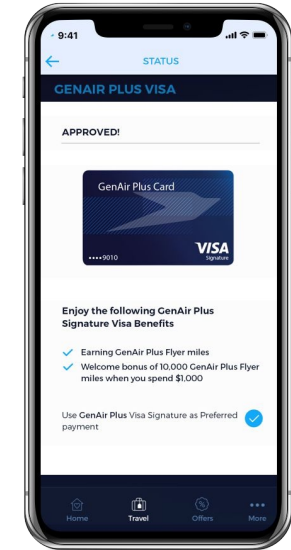 9:41
STATUS
GENAIR PLUS VISA
APPROVED!
GenAir Plus Card
••••9010
VISA
Signature
Enjoy the following GenAir Plus
Signature Visa Benefits
Earning GenAir Plus Flyer miles
Welcome bonus of 10,000 GenAir Plus Flyer
miles when you spend $1,000
Use GenAir Plus Visa Signature as Preferred
payment
Home Travel Offers More